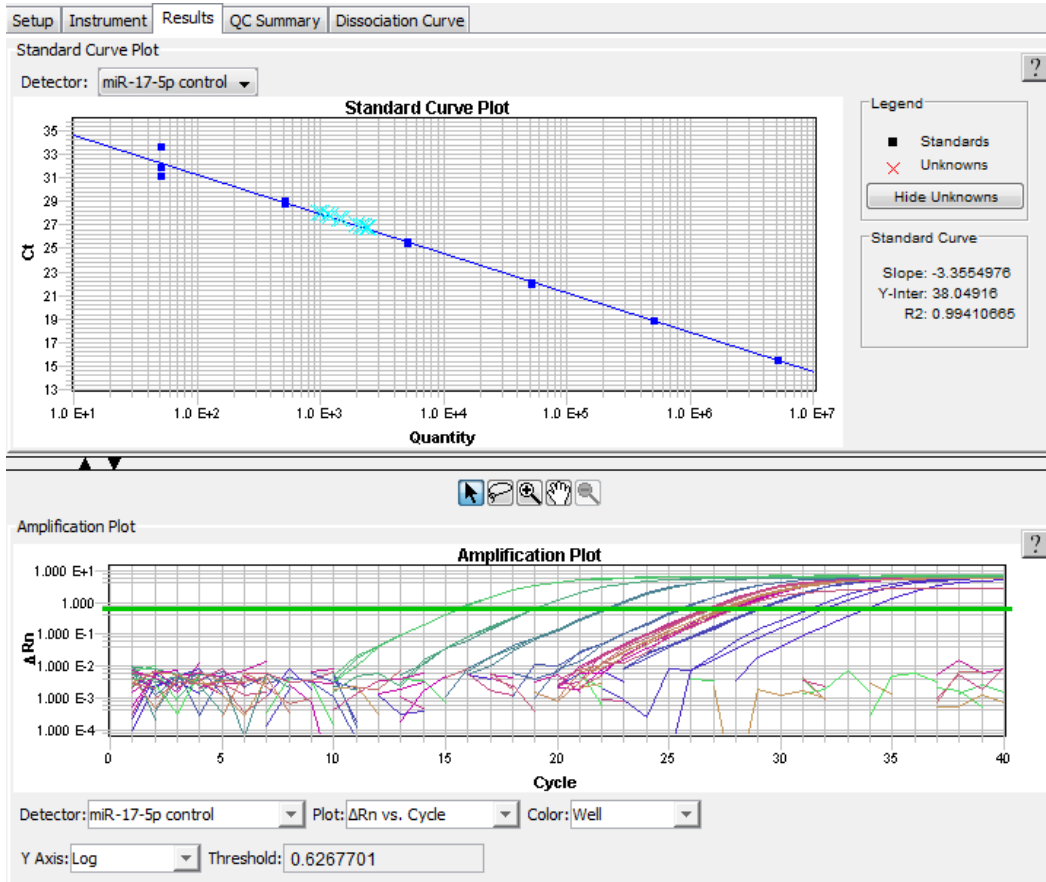 Setup Instrument Results QC Summary Dissociation Curve
Standard Curve Plot
?
Detector: miR-17-5p control
Standard Curve Plot
35
33
31
29
27
25
23
21
19
17
15
13
Ct
1.0 E+1 1.0 E+2 1.0 E+3 1.0 E+4 1.0 E+5 1.0 E+6 1.0 E+7
Quantity
Legend
Standards
Unknowns
Hide Unknowns
Standard Curve
Slope: -3.3554976
Y-Inter: 38.04916
R2: 0.99410665
Amplification Plot
?
Amplification Plot
1.000 E+1
1.000
1.000 E-1
1.000 E-2
1.000 E-3
1.000 E-4
ΔRn
0 5 10 15 20 25 30 35 40
Cycle
Detector: miR-17-5p control Plot: ΔRn vs. Cycle Color: Well
Y Axis: Log Threshold: 0.6267701